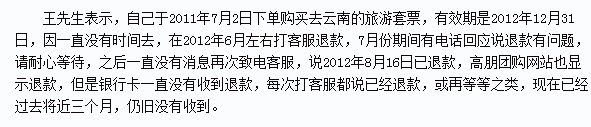 王先生表示，自己于2011年7月2日下单购买去云南的旅游套票，有效期是2012年12月31
日，因一直没有时间去，在2012年6月左右打客服退款，7月份期间有电话回应说退款有问题，
请耐心等待，之后一直没有消息再次致电客服，说2012年8月16日已退款，高朋团购网站也显
示退款，但是银行卡一直没有收到退款，每次打客服都说已经退款，或再等等之类，现在已经
过去将近三个月，仍旧没有收到。